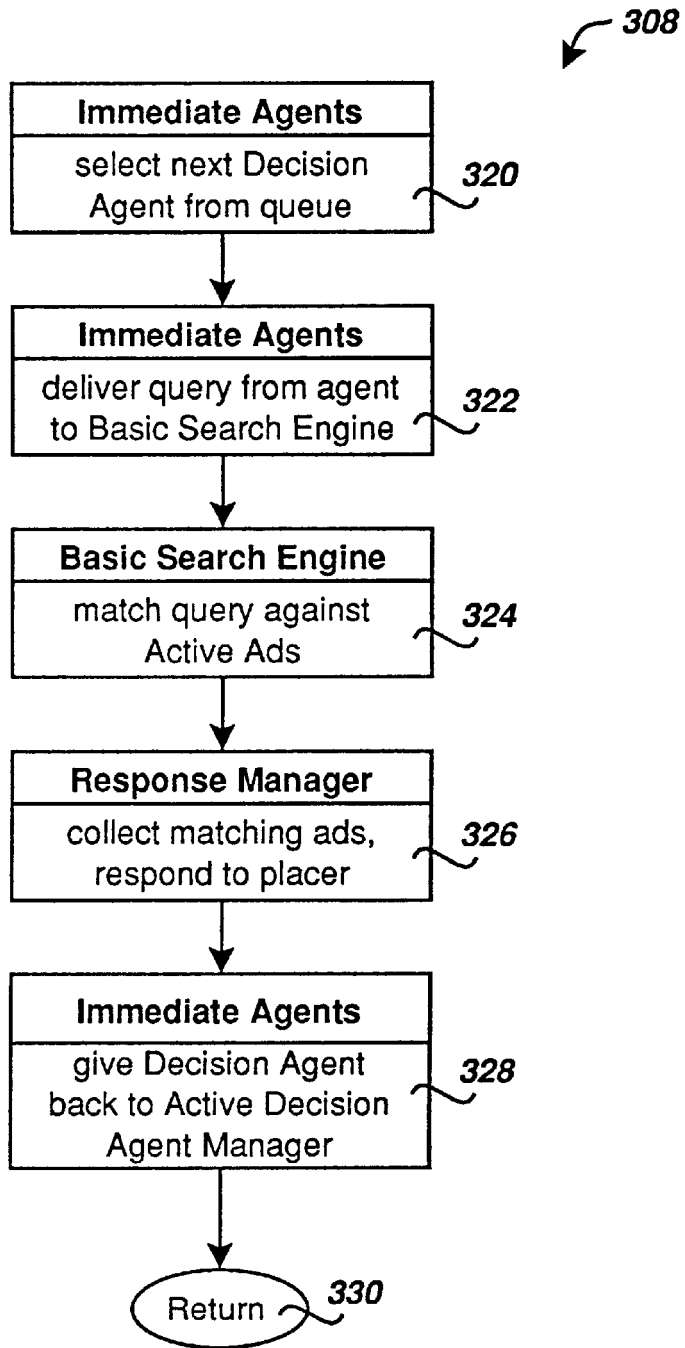 308
Immediate Agents
select next Decision
Agent from queue
320
Immediate Agents
deliver query from agent
to Basic Search Engine
322
Basic Search Engine
match query against
Active Ads
324
Response Manager
collect matching ads,
respond to placer
326
Immediate Agents
give Decision Agent
back to Active Decision
Agent Manager
328
Return
330